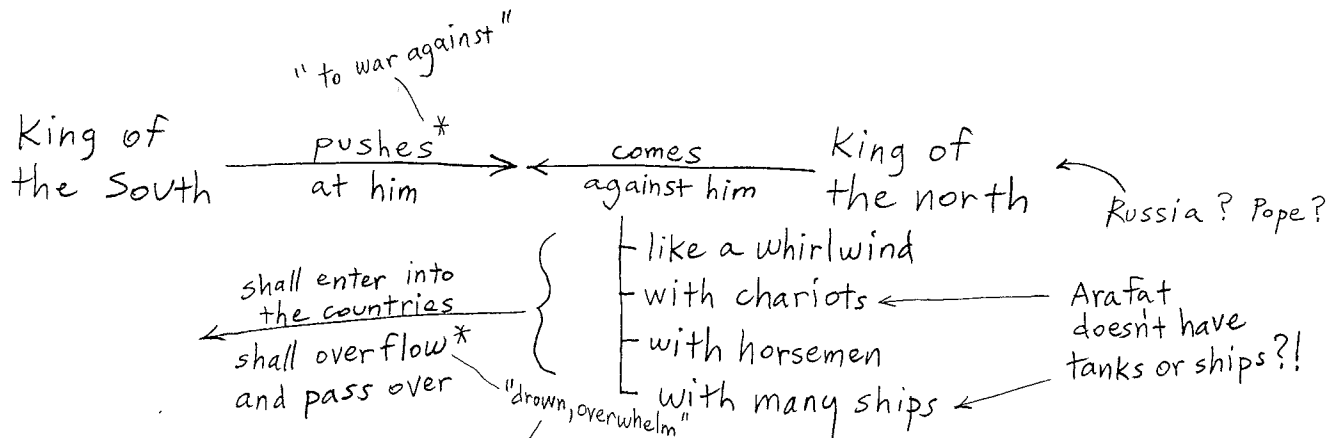 "to war against"
King of
the South
pushes*
at him
comes
against him
King of
the north
Russia? Pope?
like a whirlwind
with chariots
with horsemen
with many ships
shall enter into
the countries
shall overflow*
and pass over
"drown, overwhelm"
Arafat
doesn't have
tanks or ships?!